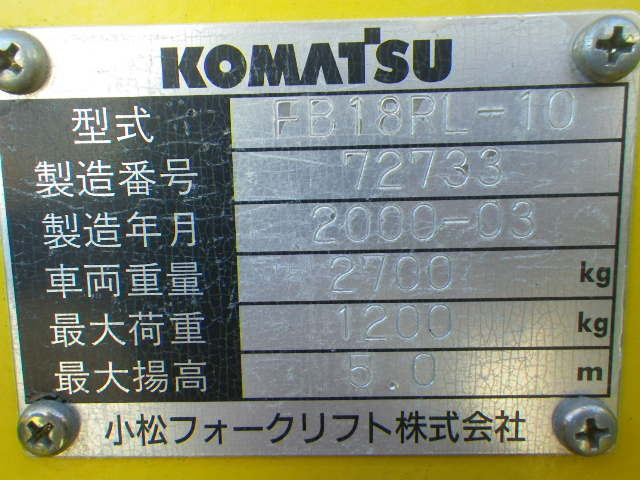 KOMATSU
型式 FB18RL-10
製造番号 72733
製造年月 2000-03
車両重量 2700 kg
最大荷重 1200 kg
最大揚高 5.0 m
小松フォークリフト株式会社